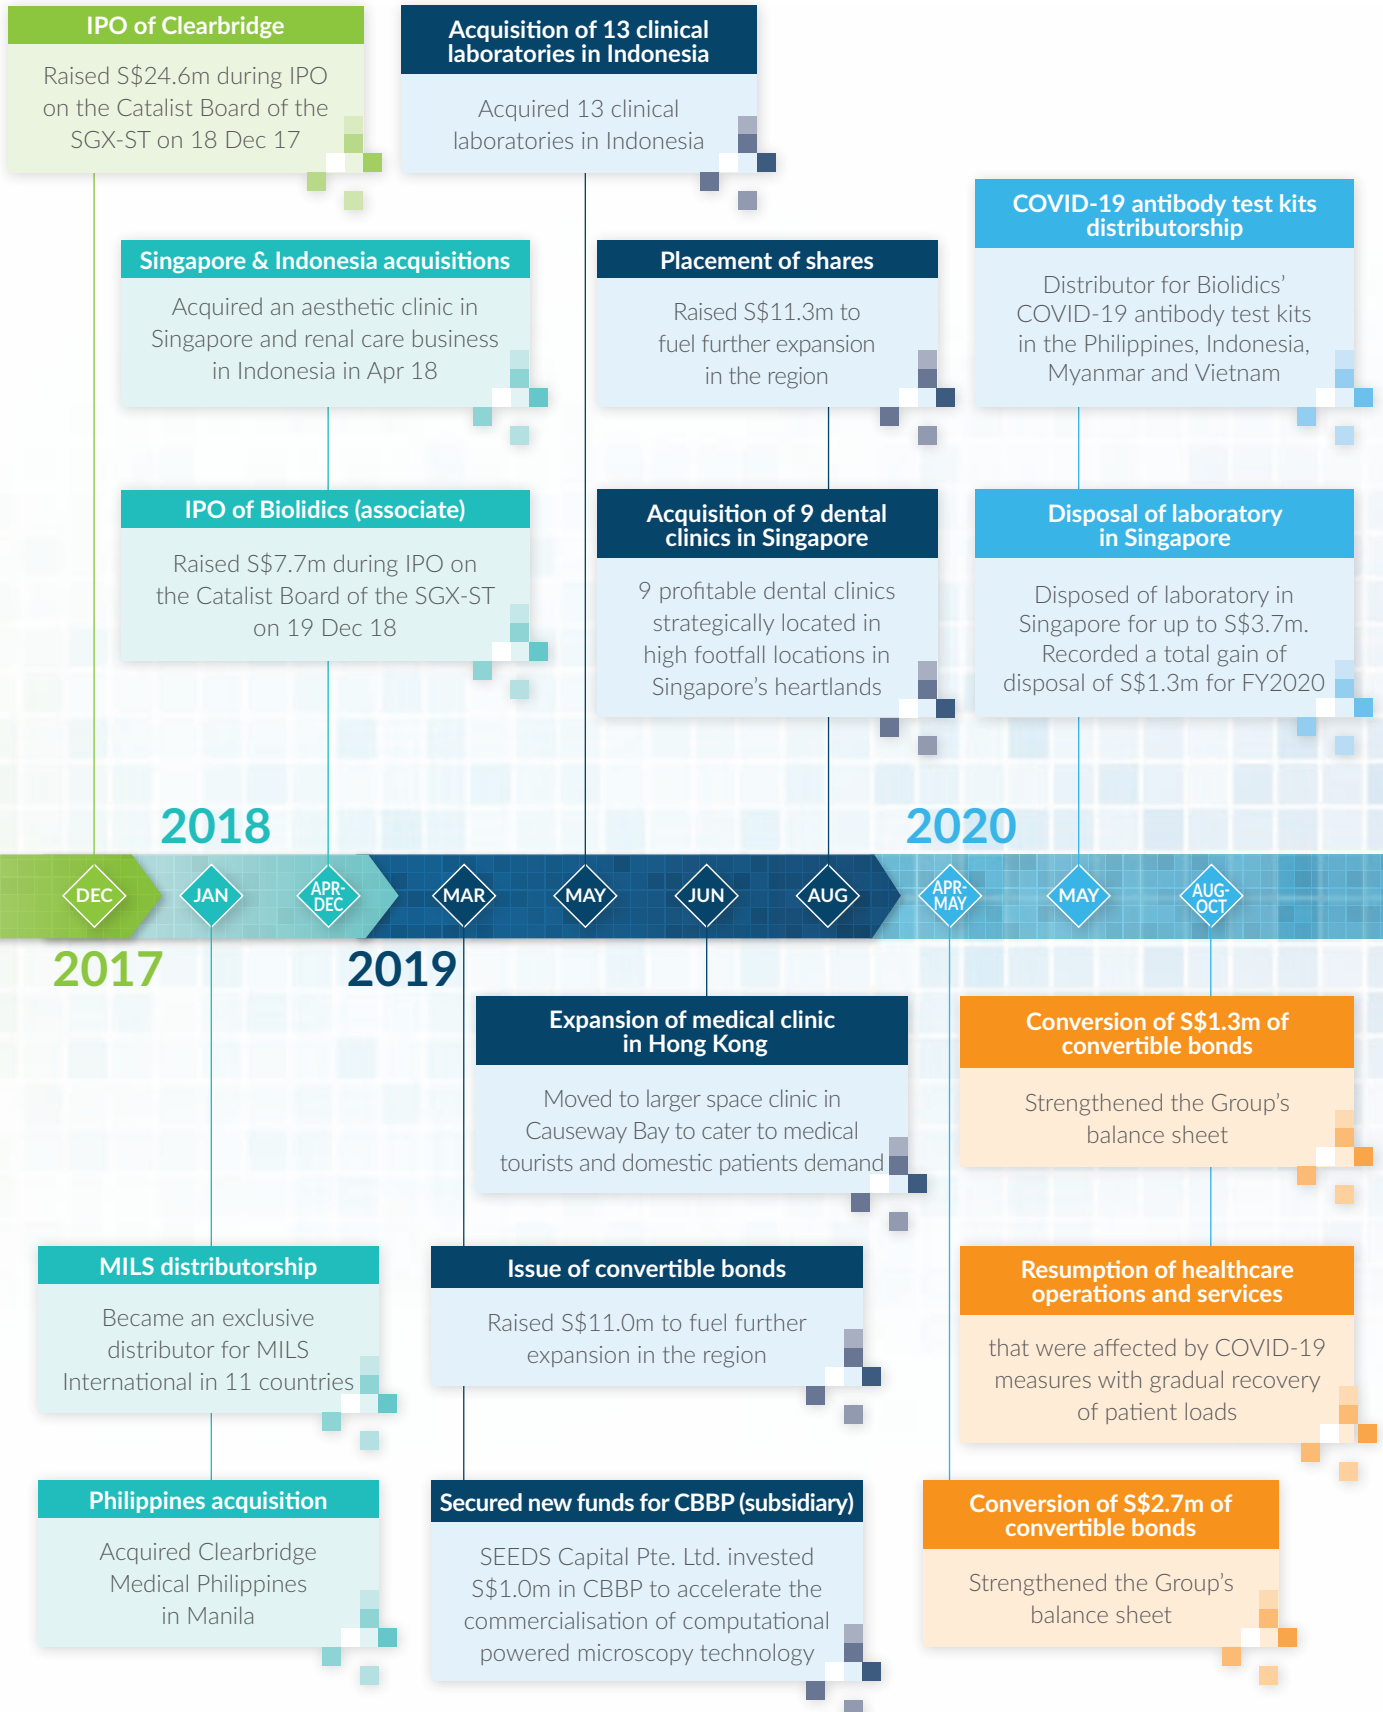 IPO of Clearbridge
Raised S$24.6m during IPO
on the Catalist Board of the
SGX-ST on 18 Dec 17
Acquisition of 13 clinical
laboratories in Indonesia
Acquired 13 clinical
laboratories in Indonesia
Singapore & Indonesia acquisitions
Acquired an aesthetic clinic in
Singapore and renal care business
in Indonesia in Apr 18
Placement of shares
Raised S$11.3m to
fuel further expansion
in the region
COVID-19 antibody test kits
distributorship
Distributor for Biolidics’
COVID-19 antibody test kits
in the Philippines, Indonesia,
Myanmar and Vietnam
IPO of Biolidics (associate)
Raised S$7.7m during IPO on
the Catalist Board of the SGX-ST
on 19 Dec 18
Acquisition of 9 dental
clinics in Singapore
9 profitable dental clinics
strategically located in
high footfall locations in
Singapore’s heartlands
Disposal of laboratory
in Singapore
Disposed of laboratory in
Singapore for up to S$3.7m.
Recorded a total gain of
disposal of S$1.3m for FY2020
2018
2020
DEC
JAN
APR-
DEC
MAR
MAY
JUN
AUG
APR-
MAY
MAY
AUG-
OCT
2017
2019
Expansion of medical clinic
in Hong Kong
Moved to larger space clinic in
Causeway Bay to cater to medical
tourists and domestic patients demand
Conversion of S$1.3m of
convertible bonds
Strengthened the Group’s
balance sheet
MILS distributorship
Became an exclusive
distributor for MILS
International in 11 countries
Issue of convertible bonds
Raised S$11.0m to fuel further
expansion in the region
Resumption of healthcare
operations and services
that were affected by COVID-19
measures with gradual recovery
of patient loads
Philippines acquisition
Acquired Clearbridge
Medical Philippines
in Manila
Secured new funds for CBBP (subsidiary)
SEEDS Capital Pte. Ltd. invested
S$1.0m in CBBP to accelerate the
commercialisation of computational
powered microscopy technology
Conversion of S$2.7m of
convertible bonds
Strengthened the Group’s
balance sheet